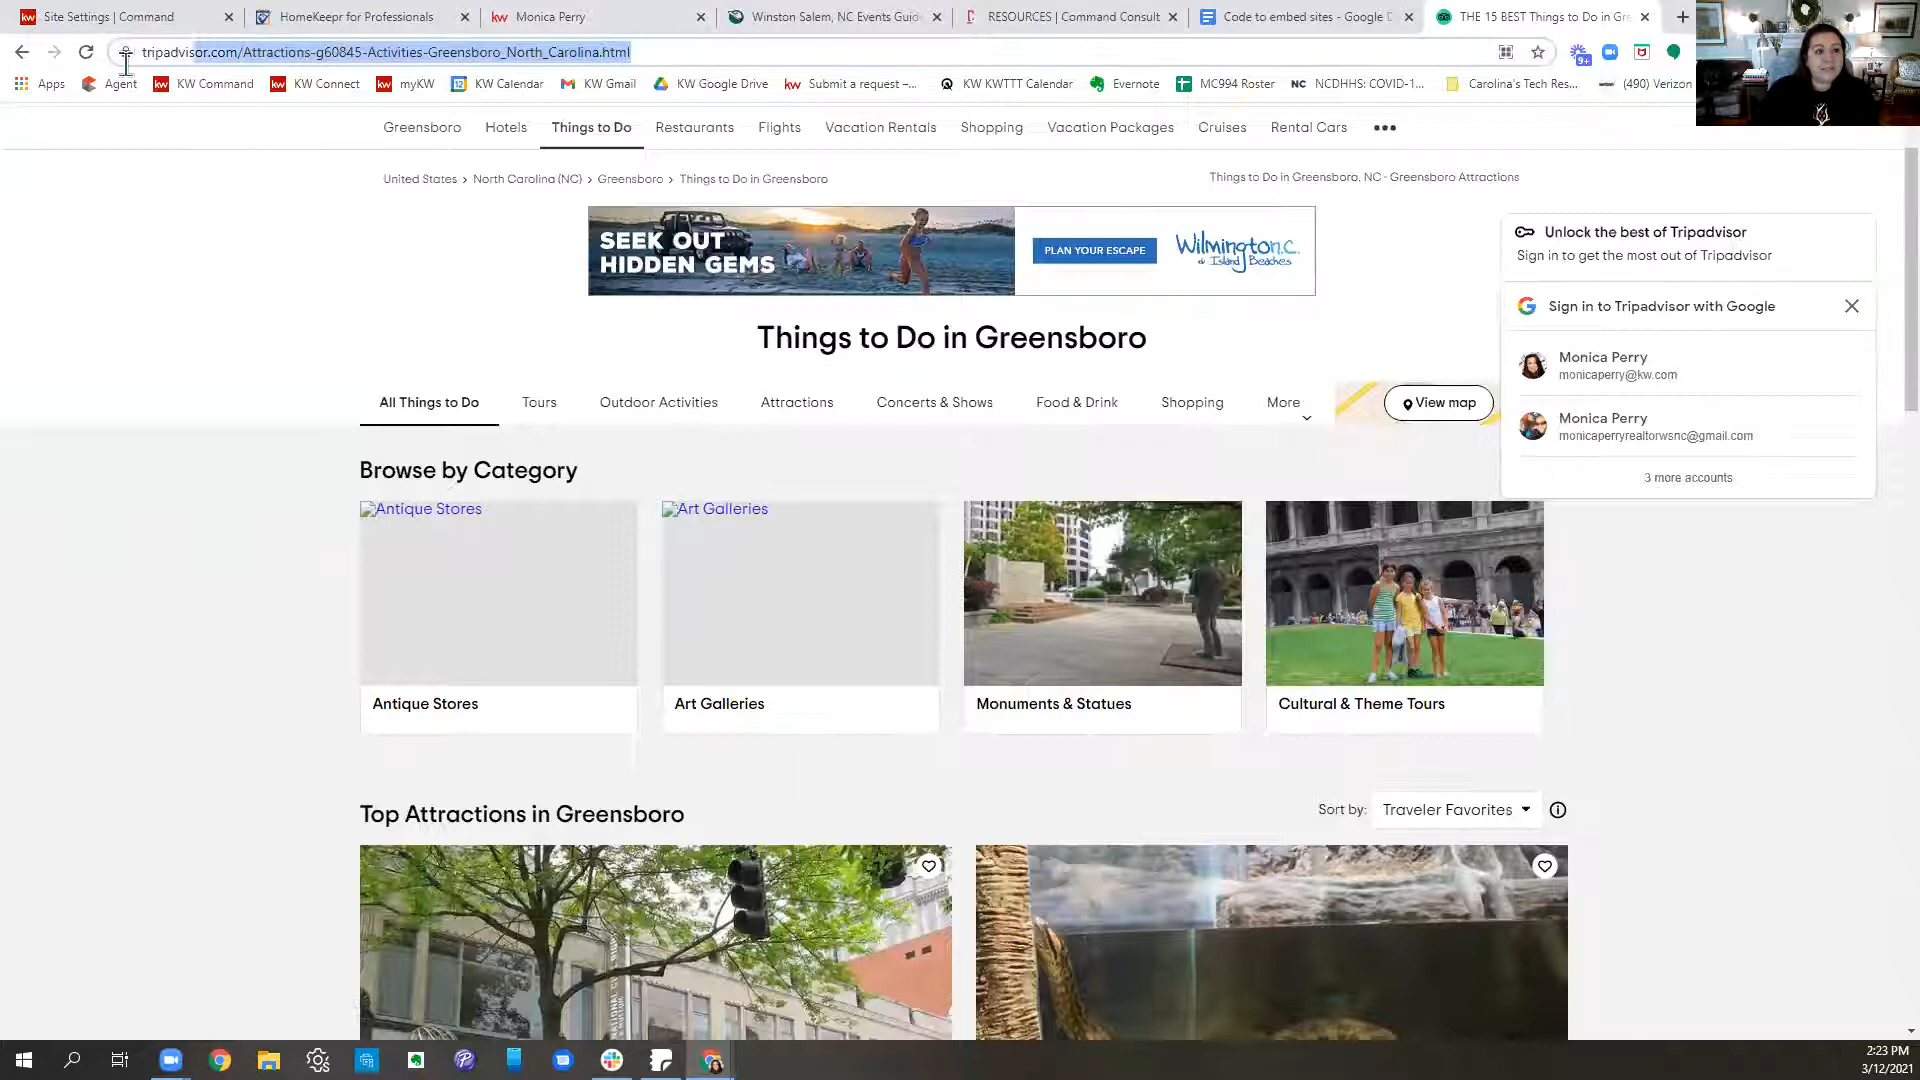 Site Settings | Command
HomeKeepr for Professionals
Monica Perry
Winston Salem, NC Events Guid
RESOURCES | Command Consult
Code to embed sites - Google D
THE 15 BEST Things to Do in Gre
tripadvisor.com/Attractions-g60845-Activities-Greensboro_North_Carolina.html
9+
Apps
Agent
KW Command
KW Connect
myKW
KW Calendar
KW Gmail
KW Google Drive
Submit a request –...
KW KWTTT Calendar
Evernote
MC994 Roster
NCDHHS: COVID-1...
Carolina's Tech Res...
(490) Verizon
Greensboro
Hotels
Things to Do
Restaurants
Flights
Vacation Rentals
Shopping
Vacation Packages
Cruises
Rental Cars
United States > North Carolina (NC) > Greensboro > Things to Do in Greensboro
Things to Do in Greensboro, NC - Greensboro Attractions
SEEK OUT
HIDDEN GEMS
PLAN YOUR ESCAPE
Wilmington, n.c.
& Island Beaches
Unlock the best of Tripadvisor
Sign in to get the most out of Tripadvisor
Sign in to Tripadvisor with Google
Monica Perry
monicaperry@kw.com
Monica Perry
monicaperryrealtorwsnc@gmail.com
3 more accounts
Things to Do in Greensboro
All Things to Do
Tours
Outdoor Activities
Attractions
Concerts & Shows
Food & Drink
Shopping
More
View map
Browse by Category
Antique Stores
Art Galleries
Antique Stores
Art Galleries
Monuments & Statues
Cultural & Theme Tours
Top Attractions in Greensboro
Sort by:
Traveler Favorites
2:23 PM
3/12/2021